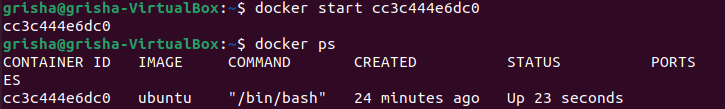 grisha@grisha-VirtualBox:~$ docker start cc3c444e6dc0
cc3c444e6dc0
grisha@grisha-VirtualBox:~$ docker ps
CONTAINER ID   IMAGE     COMMAND       CREATED          STATUS          PORTS
ES
cc3c444e6dc0   ubuntu    "/bin/bash"   24 minutes ago   Up 23 seconds